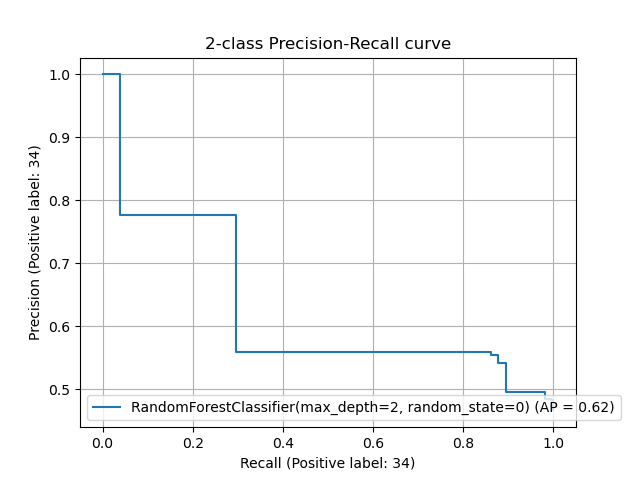 2-class Precision-Recall curve
1.0
0.9
0.8
0.7
0.6
0.5
Precision (Positive label: 34)
RandomForestClassifier(max_depth=2, random_state=0) (AP = 0.62)
0.0 0.2 0.4 0.6 0.8 1.0
Recall (Positive label: 34)